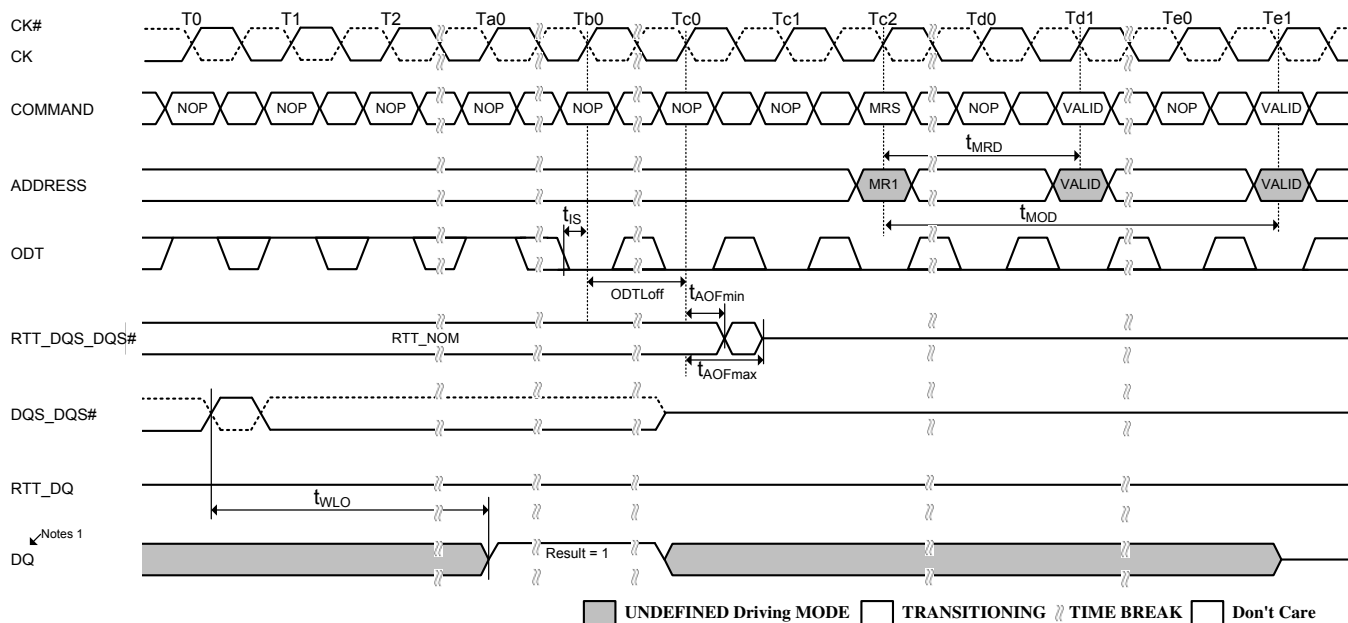 T0 T1 T2 Ta0 Tb0 Tc0 Tc1 Tc2 Td0 Td1 Te0 Te1
CK#
CK
COMMAND NOP NOP NOP NOP NOP NOP NOP MRS NOP VALID NOP VALID
tMRD
ADDRESS MR1 VALID VALID
tIS
tMOD
ODT
ODTLoff
tAOFmin
RTT_DQS_DQS# RTT_NOM
tAOFmax
DQS_DQS#
RTT_DQ
tWLO
Notes 1
DQ Result = 1
UNDEFINED Driving MODE TRANSITIONING TIME BREAK Don't Care